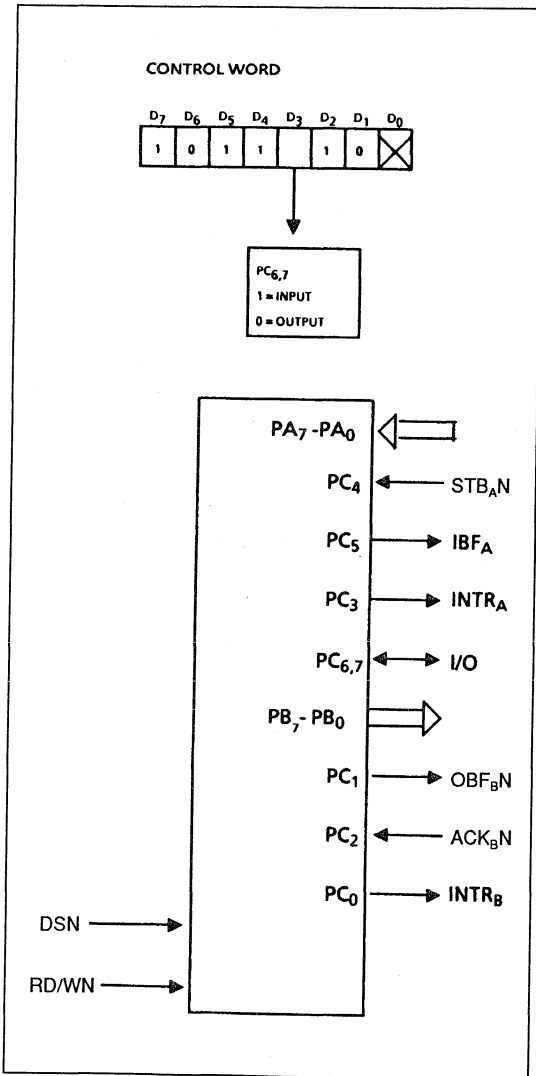 CONTROL WORD
D7 D6 D5 D4 D3 D2 D1 D0
1 0 1 1 1 0
PC6,7
1 = INPUT
0 = OUTPUT
PA7 -PA0
PC4 STBAN
PC5 IBFA
PC3 INTRA
PC6,7 I/O
PB7- PB0
PC1 OBFBN
PC2 ACKBN
PC0 INTRB
DSN
RD/WN